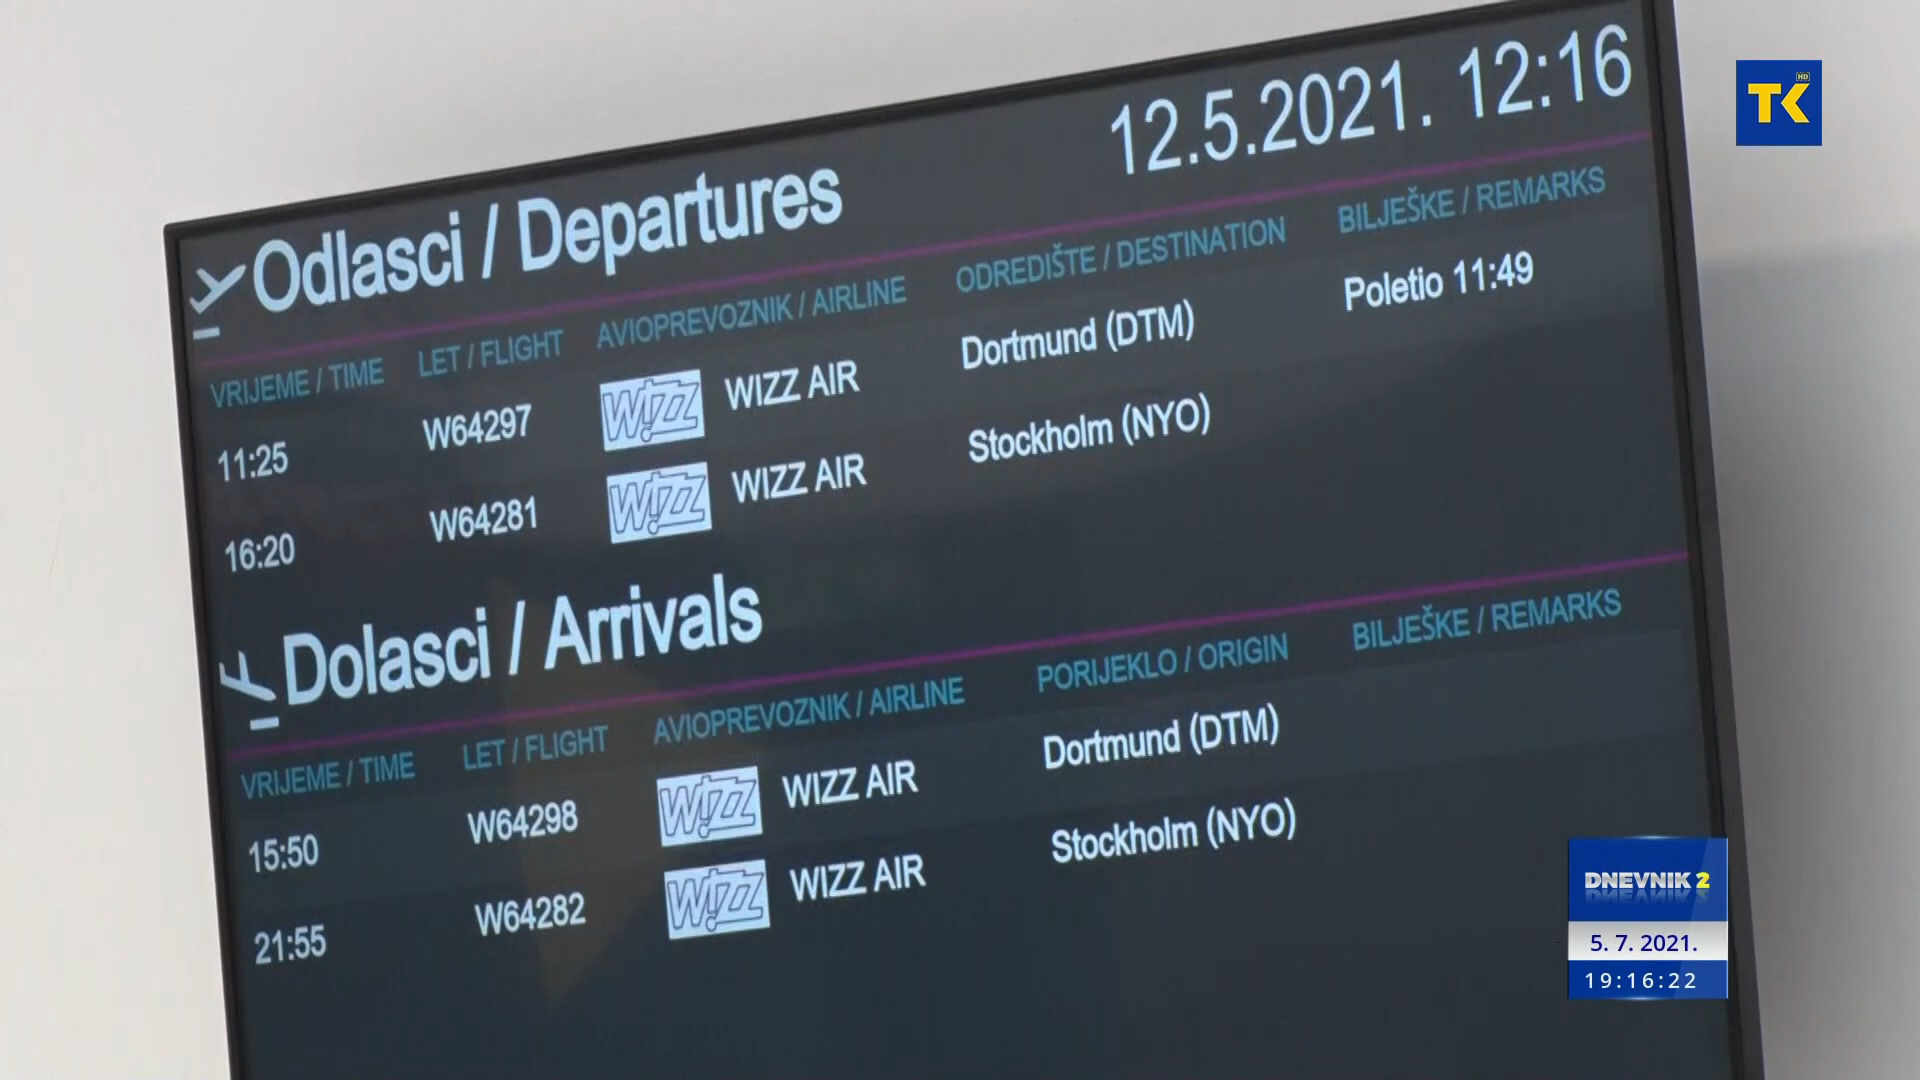 12.5.2021. 12:16
TK HD
Odlasci / Departures
VRIJEME / TIME LET / FLIGHT AVIOPREVOZNIK / AIRLINE ODREDIŠTE / DESTINATION BILJEŠKE / REMARKS
11:25 W64297 WIZZ WIZZ AIR Dortmund (DTM) Poletio 11:49
16:20 W64281 WIZZ WIZZ AIR Stockholm (NYO)
Dolasci / Arrivals
VRIJEME / TIME LET / FLIGHT AVIOPREVOZNIK / AIRLINE PORIJEKLO / ORIGIN BILJEŠKE / REMARKS
15:50 W64298 WIZZ WIZZ AIR Dortmund (DTM)
21:55 W64282 WIZZ WIZZ AIR Stockholm (NYO)
DNEVNIK 2
5. 7. 2021.
19:16:22